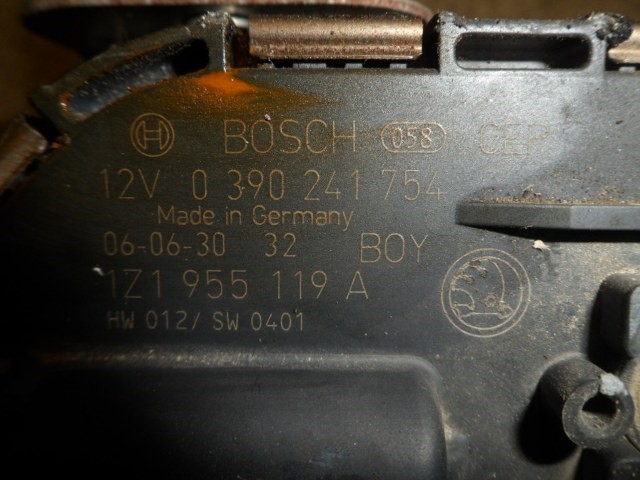 BOSCH 058 CEP
12V 0 390 241 754
Made in Germany
06-06-30 32 BOY
1Z1 955 119 A
HW 012/ SW 0401